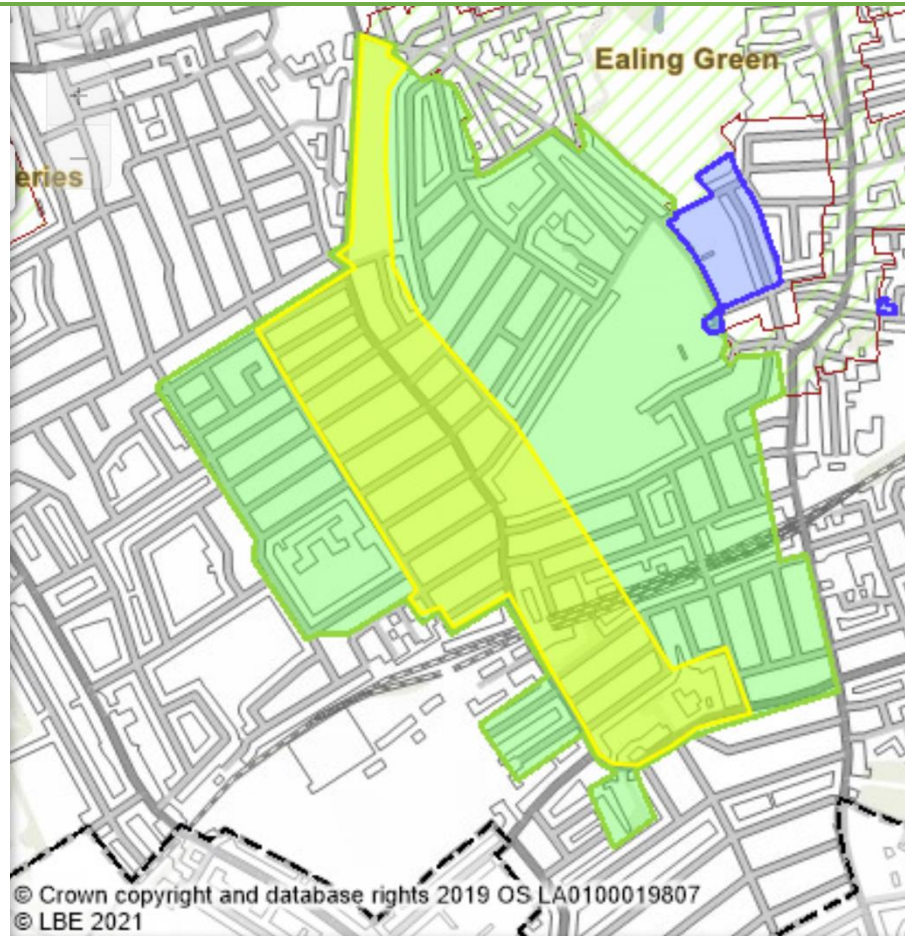 Ealing Green
eries
© Crown copyright and database rights 2019 OS LA0100019807
© LBE 2021